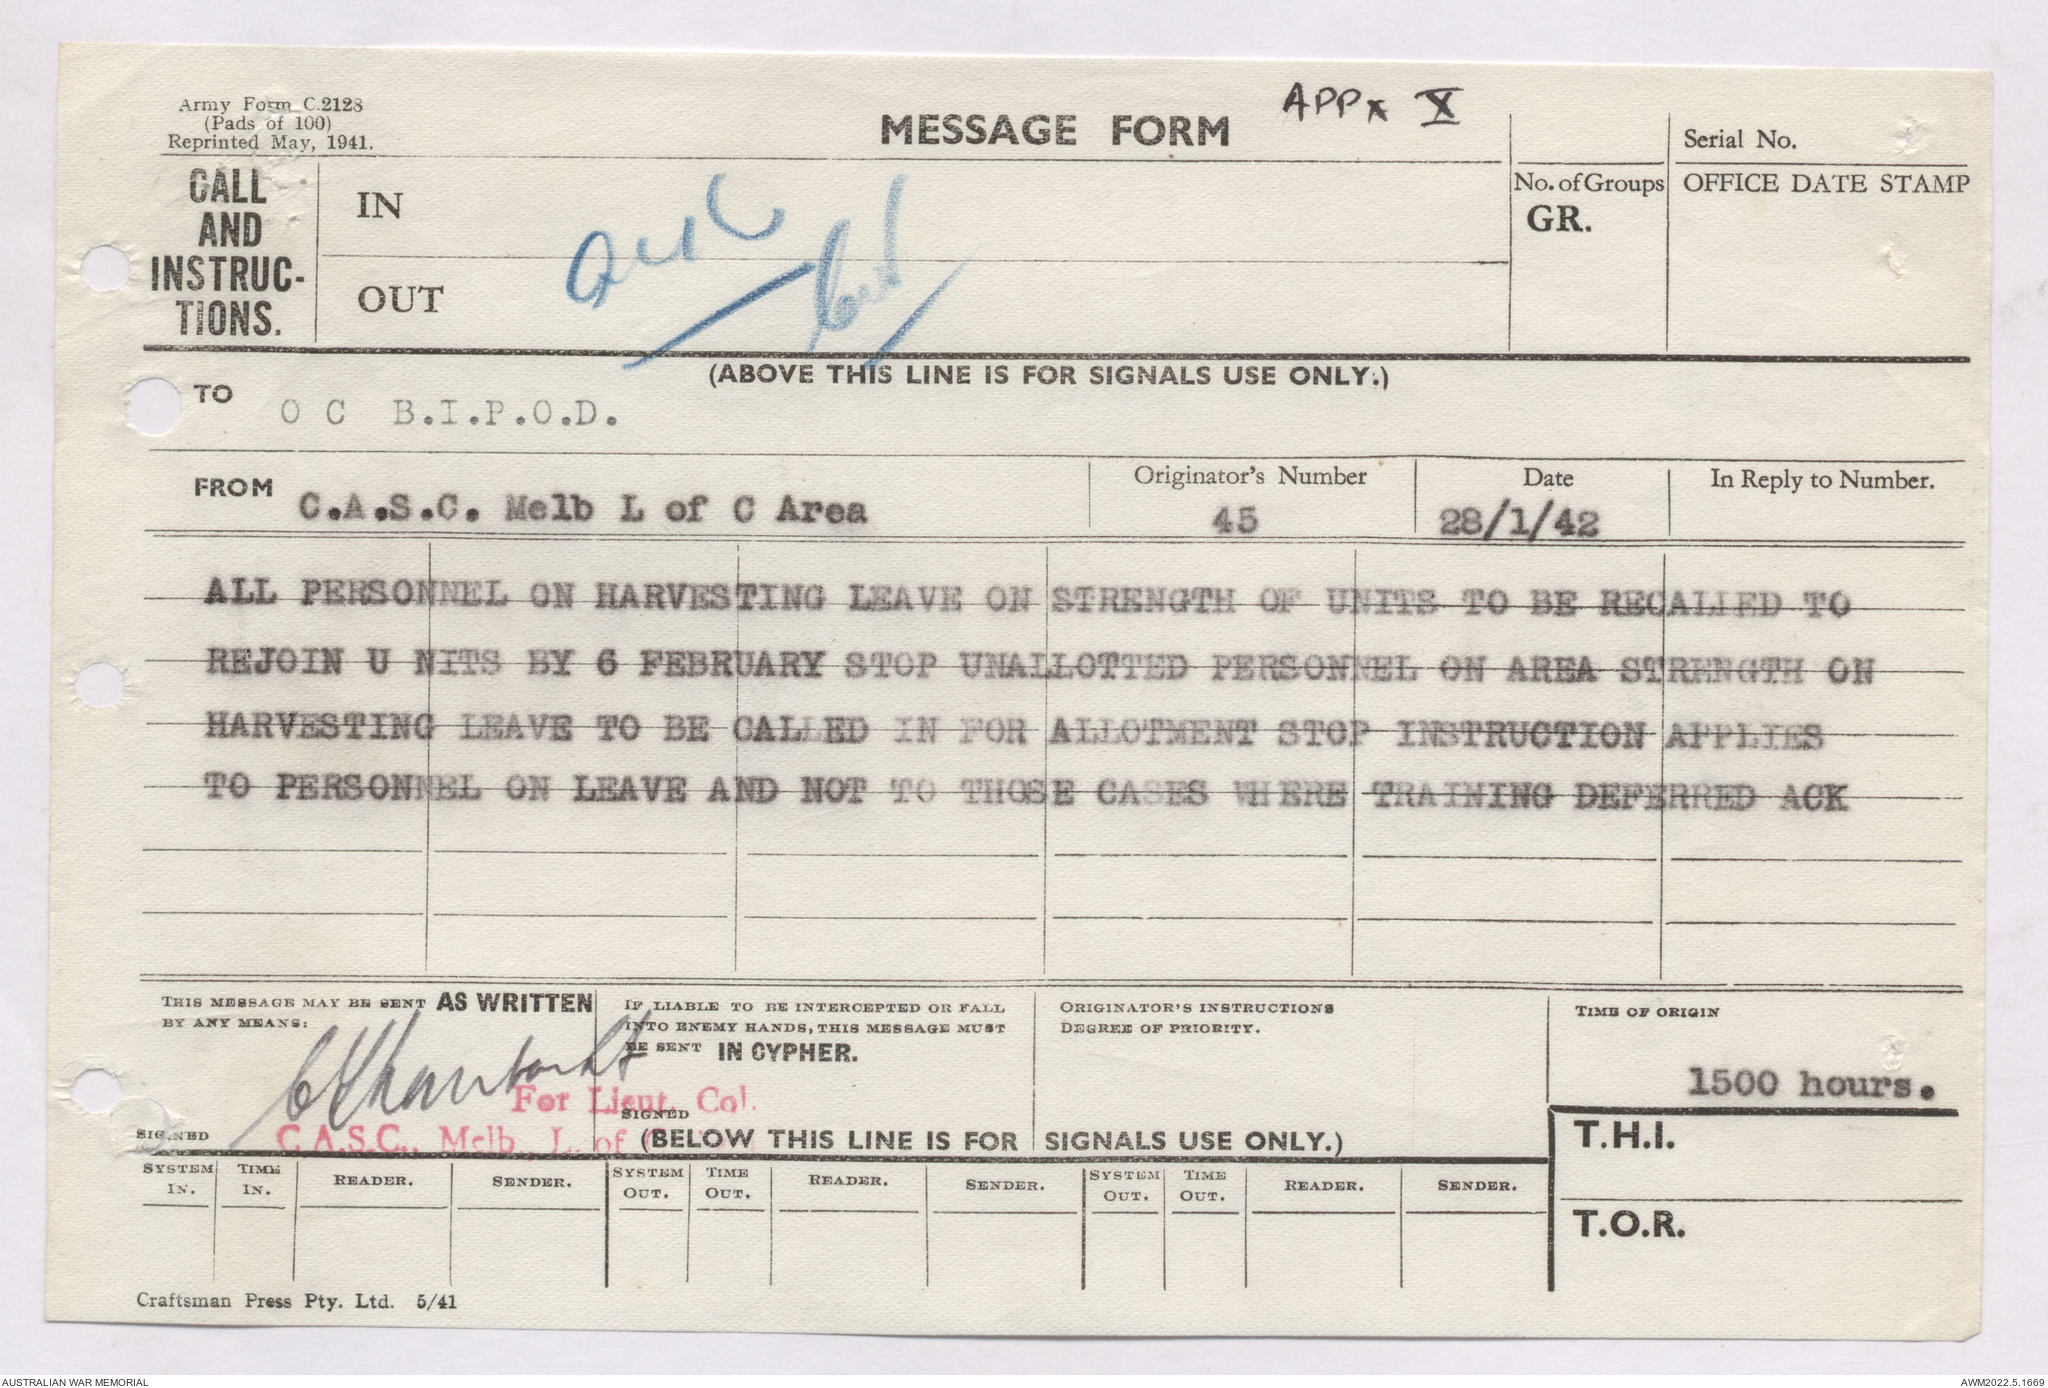 Army Form C.2128
(Pads of 100)
Reprinted May, 1941.
MESSAGE FORM
APPx X
Serial No.
CALL
AND
INSTRUC-
TIONS.
IN
OUT
No. of Groups
GR.
OFFICE DATE STAMP
(ABOVE THIS LINE IS FOR SIGNALS USE ONLY.)
TO O C B.I.P.O.D.
FROM C.A.S.C. Melb L of C Area
Originator's Number
45
Date
28/1/42
In Reply to Number.
ALL PERSONNEL ON HARVESTING LEAVE ON STRENGTH OF UNITS TO BE RECALLED TO
REJOIN U NITS BY 6 FEBRUARY STOP UNALLOTTED PERSONNEL ON AREA STRENGTH ON
HARVESTING LEAVE TO BE CALLED IN FOR ALLOTMENT STOP INSTRUCTION APPLIES
TO PERSONNEL ON LEAVE AND NOT TO THOSE CASES WHERE TRAINING DEFERRED ACK
THIS MESSAGE MAY BE SENT AS WRITTEN
BY ANY MEANS:
IF LIABLE TO BE INTERCEPTED OR FALL
INTO ENEMY HANDS, THIS MESSAGE MUST
BE SENT IN CYPHER.
ORIGINATOR'S INSTRUCTIONS
DEGREE OF PRIORITY.
TIME OF ORIGIN
1500 hours.
For Lieut. Col.
C.A.S.C., Melb., L. of
SIGNED
SIGNED
(BELOW THIS LINE IS FOR SIGNALS USE ONLY.)
T.H.I.
T.O.R.
SYSTEM IN. TIME IN. READER. SENDER. SYSTEM OUT. TIME OUT. READER. SENDER. SYSTEM OUT. TIME OUT. READER. SENDER.
Craftsman Press Pty. Ltd. 5/41
AUSTRALIAN WAR MEMORIAL
AWM2022.5.1669